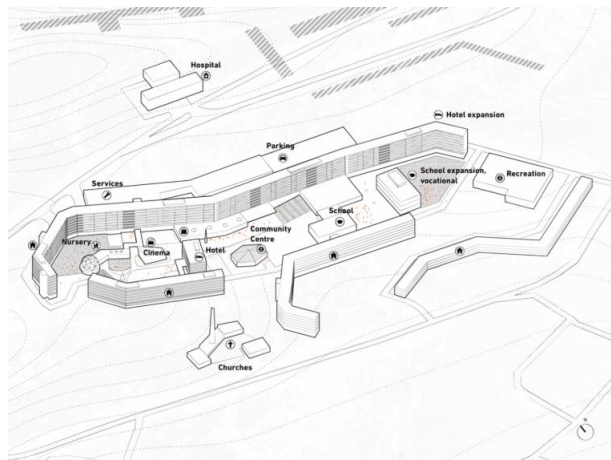 Hospital
Hotel expansion
Parking
School expansion,
vocational
Recreation
Services
School
Community
Centre
Nursery
Cinema
Hotel
Churches